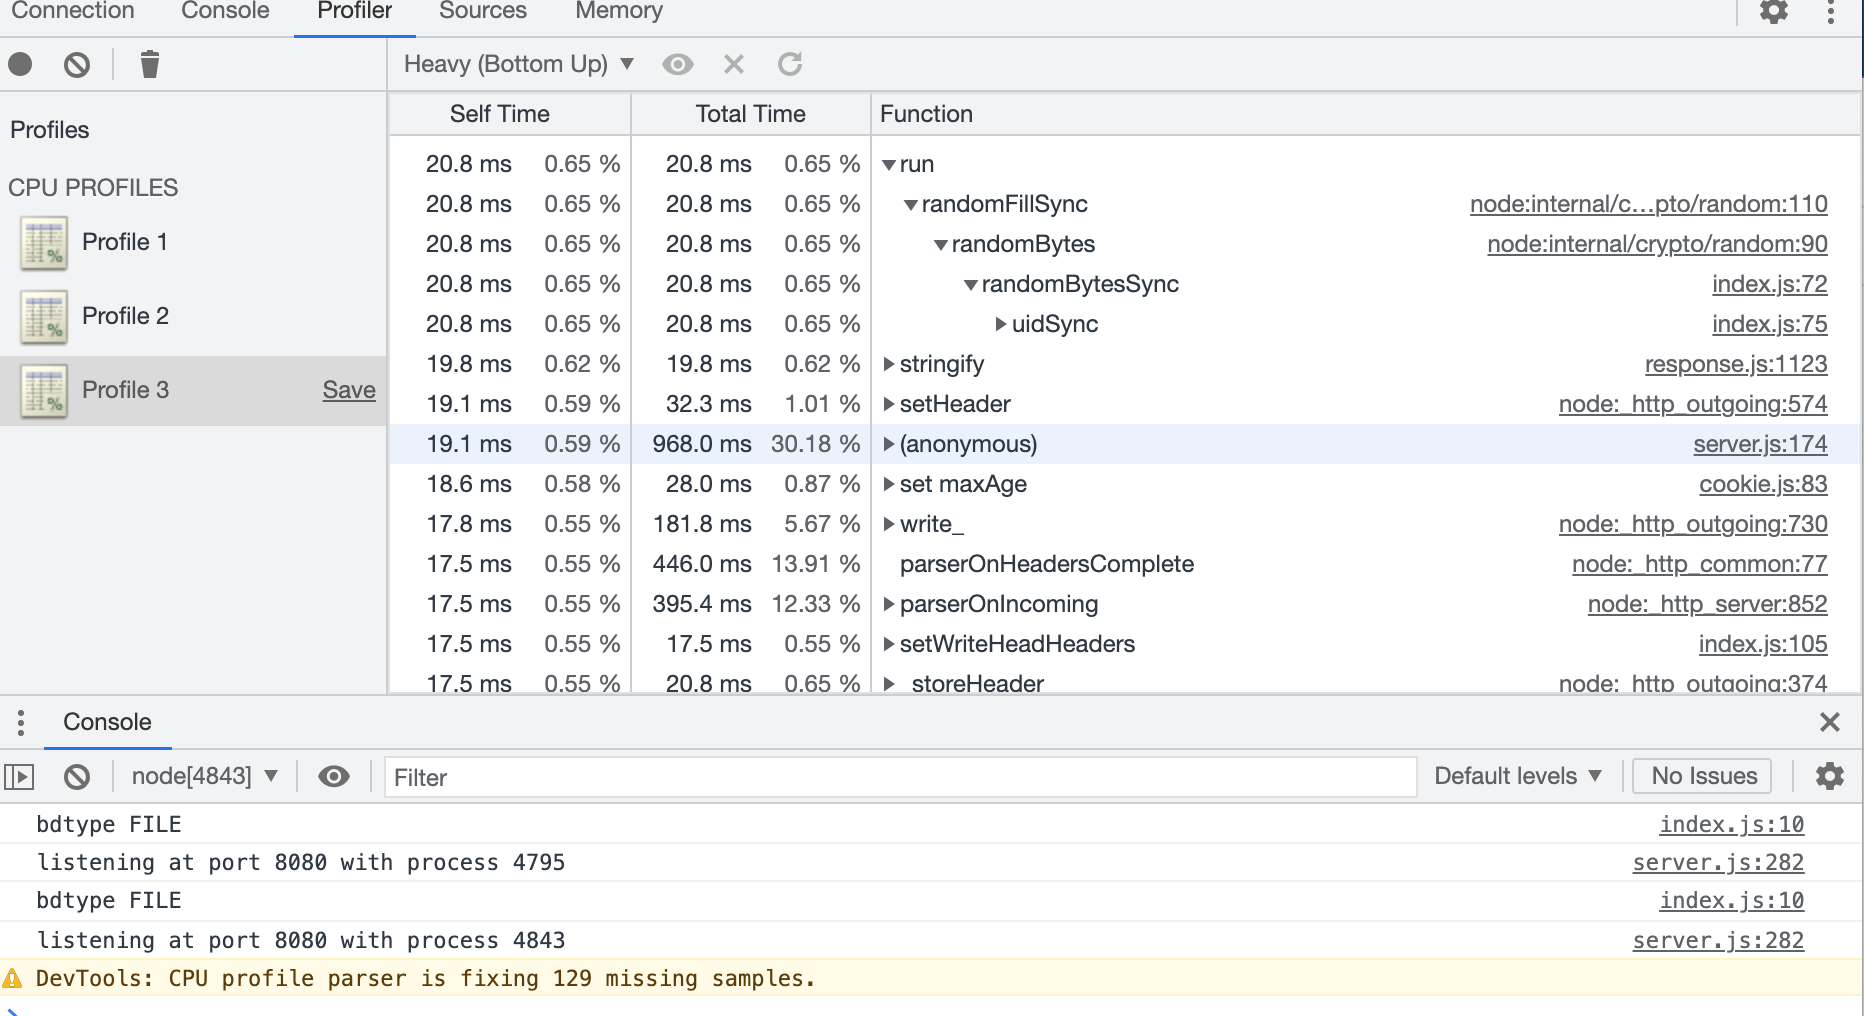 Connection Console Profiler Sources Memory
Heavy (Bottom Up)
Profiles
CPU PROFILES
Profile 1
Profile 2
Profile 3 Save
Self Time Total Time Function
20.8 ms 0.65 % 20.8 ms 0.65 % run
20.8 ms 0.65 % 20.8 ms 0.65 % randomFillSync node:internal/c…pto/random:110
20.8 ms 0.65 % 20.8 ms 0.65 % randomBytes node:internal/crypto/random:90
20.8 ms 0.65 % 20.8 ms 0.65 % randomBytesSync index.js:72
20.8 ms 0.65 % 20.8 ms 0.65 % uidSync index.js:75
19.8 ms 0.62 % 19.8 ms 0.62 % stringify response.js:1123
19.1 ms 0.59 % 32.3 ms 1.01 % setHeader node:_http_outgoing:574
19.1 ms 0.59 % 968.0 ms 30.18 % (anonymous) server.js:174
18.6 ms 0.58 % 28.0 ms 0.87 % set maxAge cookie.js:83
17.8 ms 0.55 % 181.8 ms 5.67 % write_ node:_http_outgoing:730
17.5 ms 0.55 % 446.0 ms 13.91 % parserOnHeadersComplete node:_http_common:77
17.5 ms 0.55 % 395.4 ms 12.33 % parserOnIncoming node:_http_server:852
17.5 ms 0.55 % 17.5 ms 0.55 % setWriteHeadHeaders index.js:105
17.5 ms 0.55 % 20.8 ms 0.65 % _storeHeader node:_http_outgoing:374
Console
node[4843] Filter Default levels No Issues
bdtype FILE index.js:10
listening at port 8080 with process 4795 server.js:282
bdtype FILE index.js:10
listening at port 8080 with process 4843 server.js:282
DevTools: CPU profile parser is fixing 129 missing samples.